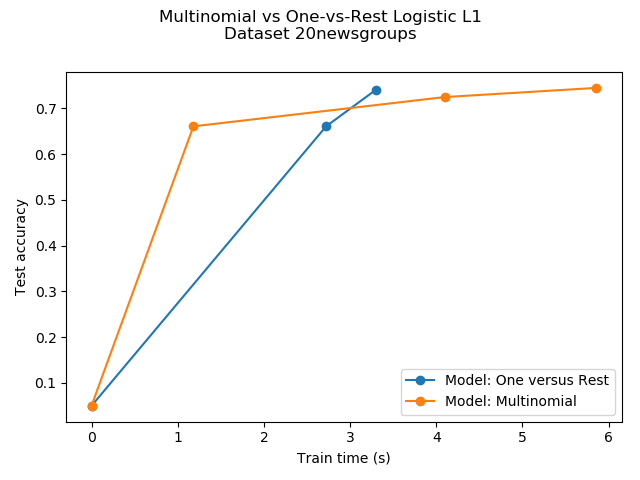 Multinomial vs One-vs-Rest Logistic L1
Dataset 20newsgroups
Test accuracy
0.7
0.6
0.5
0.4
0.3
0.2
0.1
Model: One versus Rest
Model: Multinomial
0 1 2 3 4 5 6
Train time (s)